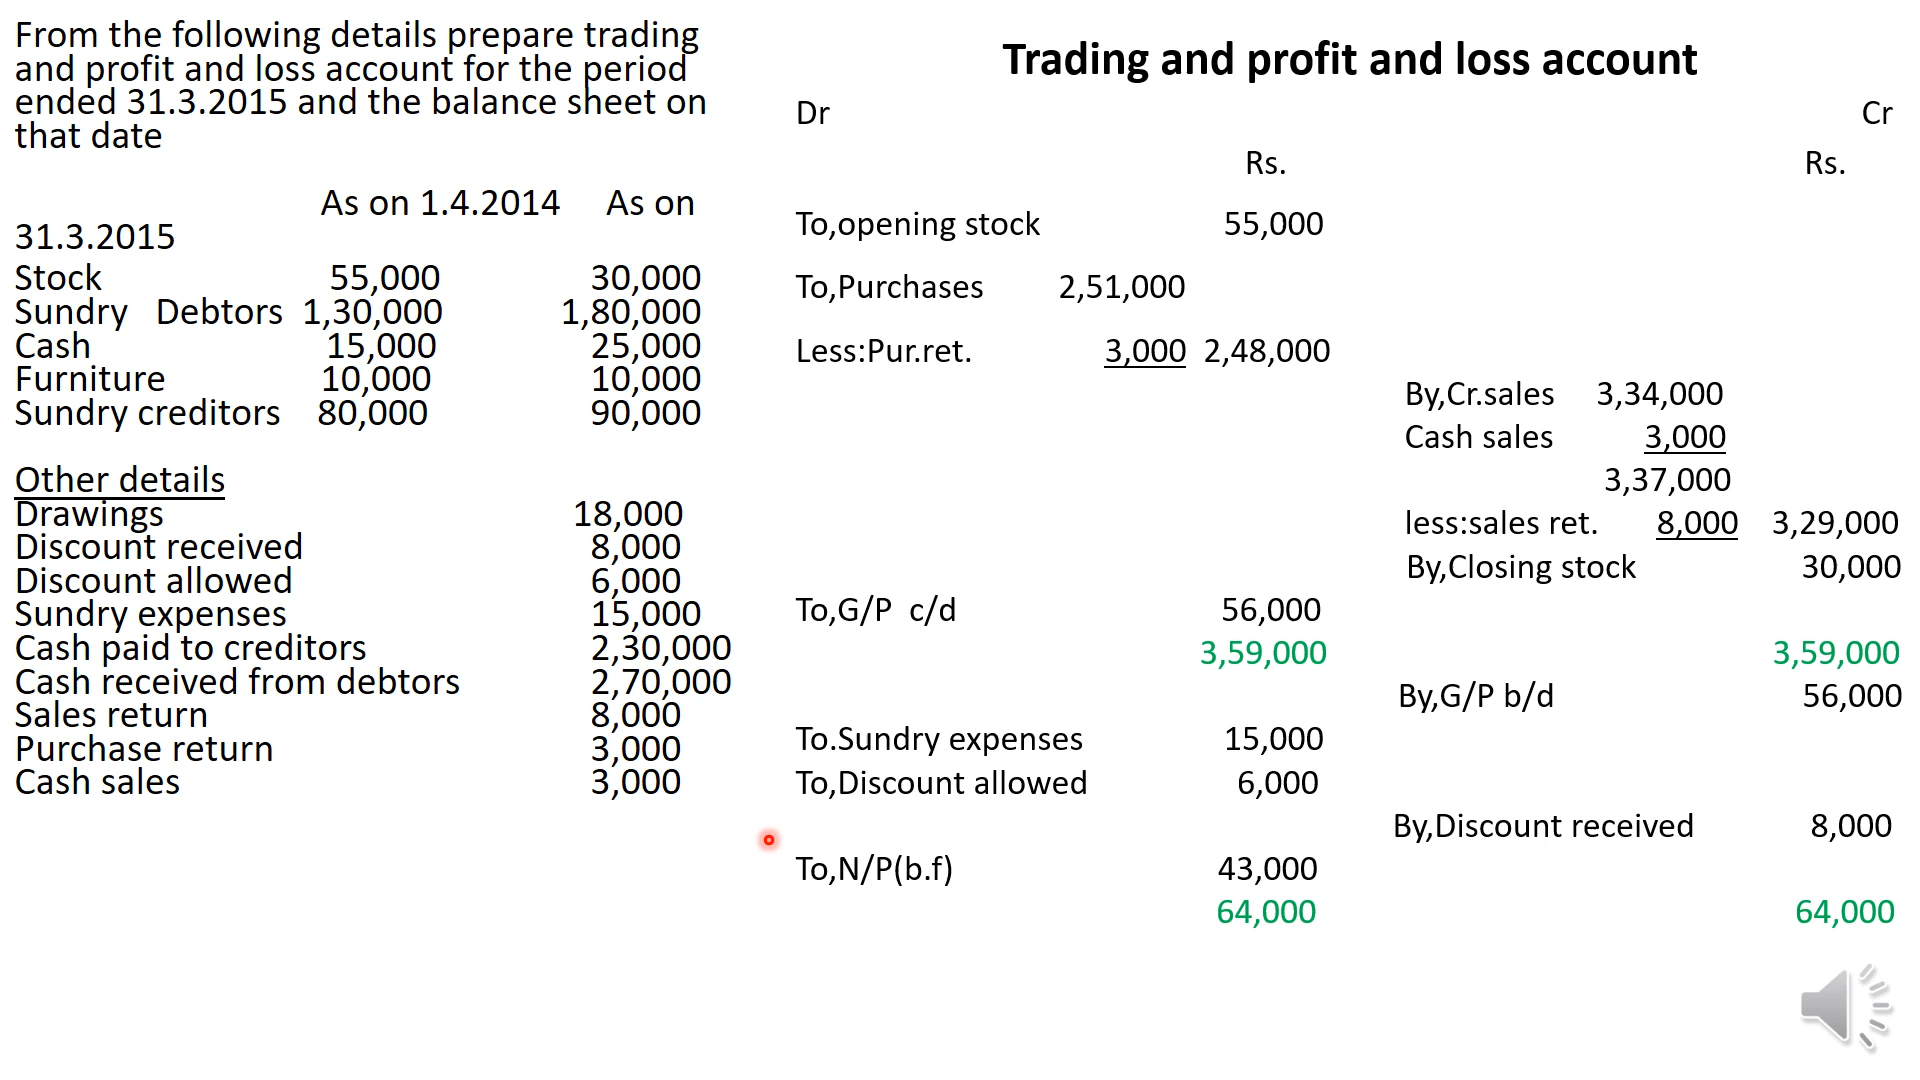 From the following details prepare trading
and profit and loss account for the period
ended 31.3.2015 and the balance sheet on
that date
As on 1.4.2014 As on
31.3.2015
Stock 55,000 30,000
Sundry Debtors 1,30,000 1,80,000
Cash 15,000 25,000
Furniture 10,000 10,000
Sundry creditors 80,000 90,000
Other details
Drawings 18,000
Discount received 8,000
Discount allowed 6,000
Sundry expenses 15,000
Cash paid to creditors 2,30,000
Cash received from debtors 2,70,000
Sales return 8,000
Purchase return 3,000
Cash sales 3,000
Trading and profit and loss account
Dr Cr
Rs. Rs.
To,opening stock 55,000
To,Purchases 2,51,000
Less:Pur.ret. 3,000 2,48,000
By,Cr.sales 3,34,000
Cash sales 3,000
3,37,000
less:sales ret. 8,000 3,29,000
By,Closing stock 30,000
To,G/P c/d 56,000
3,59,000 3,59,000
By,G/P b/d 56,000
To.Sundry expenses 15,000
To,Discount allowed 6,000
By,Discount received 8,000
To,N/P(b.f) 43,000
64,000 64,000